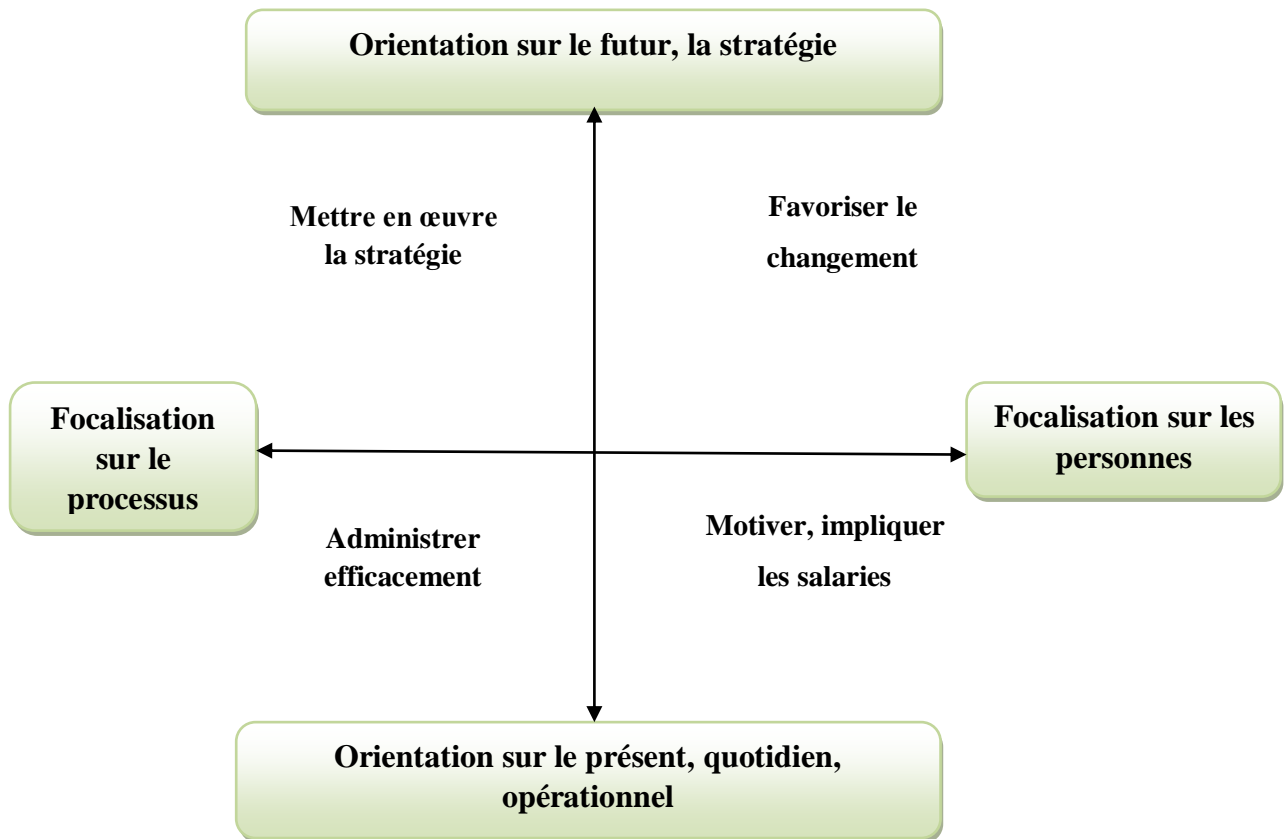 Orientation sur le futur, la stratégie
Mettre en œuvre
la stratégie
Favoriser le
changement
Focalisation
sur le
processus
Focalisation sur les
personnes
Administrer
efficacement
Motiver, impliquer
les salaries
Orientation sur le présent, quotidien,
opérationnel